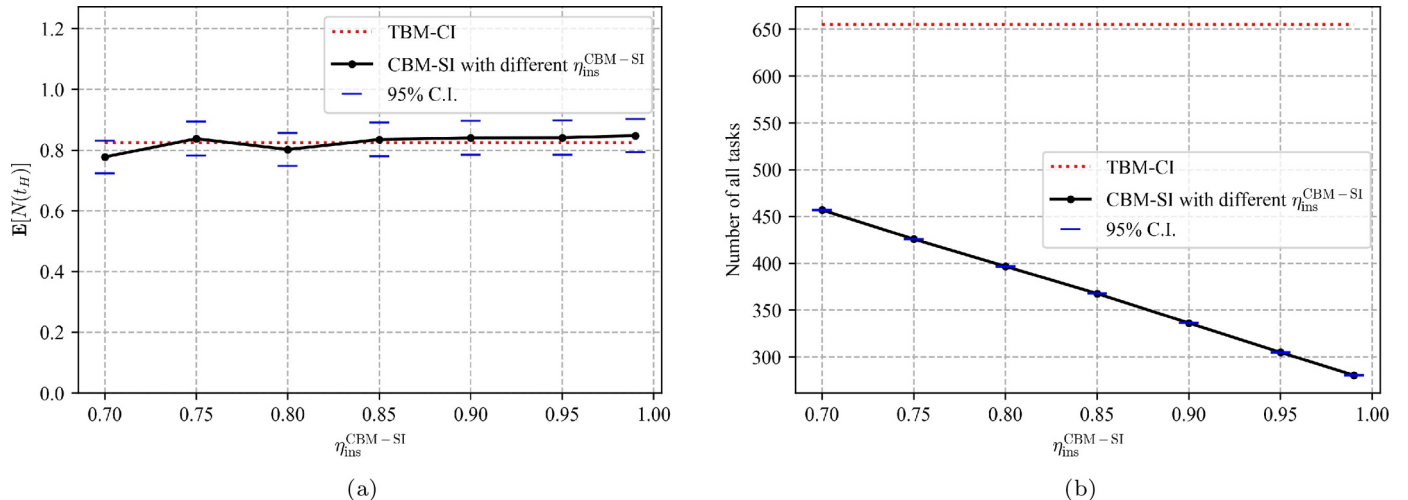 1.2
1.0
0.8
0.6
0.4
0.2
0.0
E[N(t_H)]
TBM-CI
CBM-SI with different η_ins^{CBM−SI}
95% C.I.
0.70 0.75 0.80 0.85 0.90 0.95 1.00
η_ins^{CBM−SI}
(a)
650
600
550
500
450
400
350
300
Number of all tasks
TBM-CI
CBM-SI with different η_ins^{CBM−SI}
95% C.I.
0.70 0.75 0.80 0.85 0.90 0.95 1.00
η_ins^{CBM−SI}
(b)